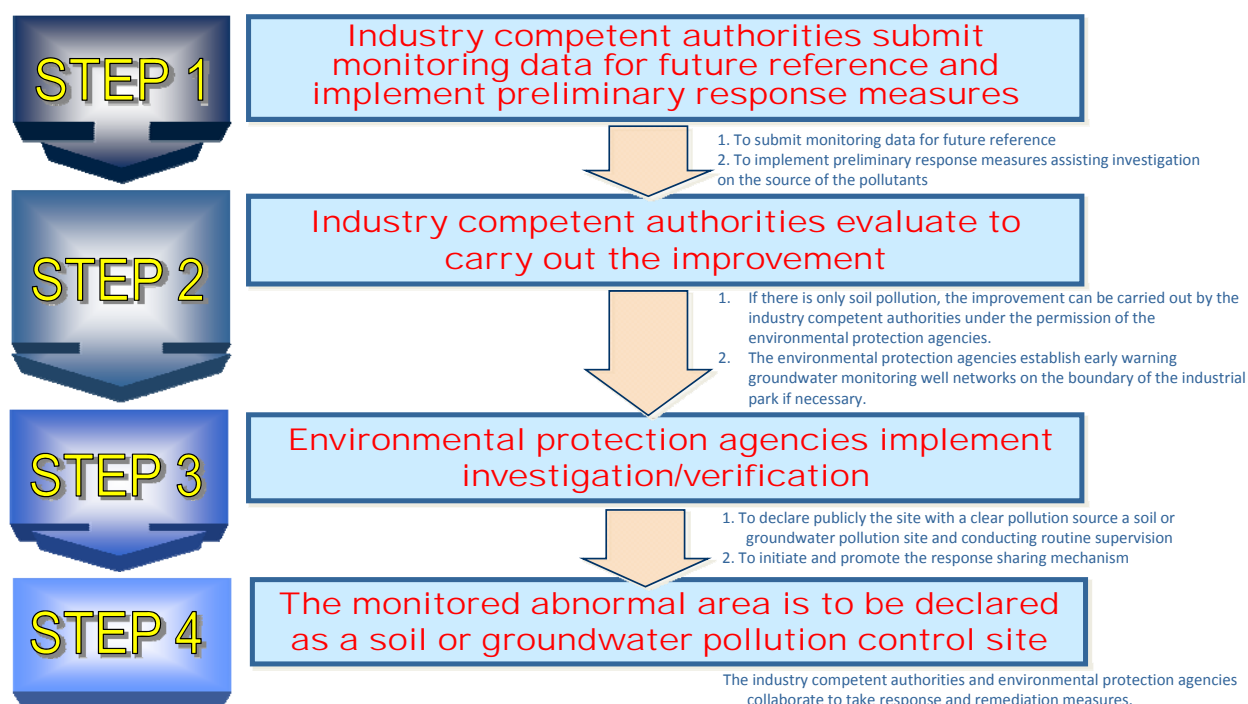 STEP 1
Industry competent authorities submit
monitoring data for future reference and
implement preliminary response measures
1. To submit monitoring data for future reference
2. To implement preliminary response measures assisting investigation
on the source of the pollutants
STEP 2
Industry competent authorities evaluate to
carry out the improvement
1. If there is only soil pollution, the improvement can be carried out by the
industry competent authorities under the permission of the
environmental protection agencies.
2. The environmental protection agencies establish early warning
groundwater monitoring well networks on the boundary of the industrial
park if necessary.
STEP 3
Environmental protection agencies implement
investigation/verification
1. To declare publicly the site with a clear pollution source a soil or
groundwater pollution site and conducting routine supervision
2. To initiate and promote the response sharing mechanism
STEP 4
The monitored abnormal area is to be declared
as a soil or groundwater pollution control site
The industry competent authorities and environmental protection agencies
collaborate to take response and remediation measures.